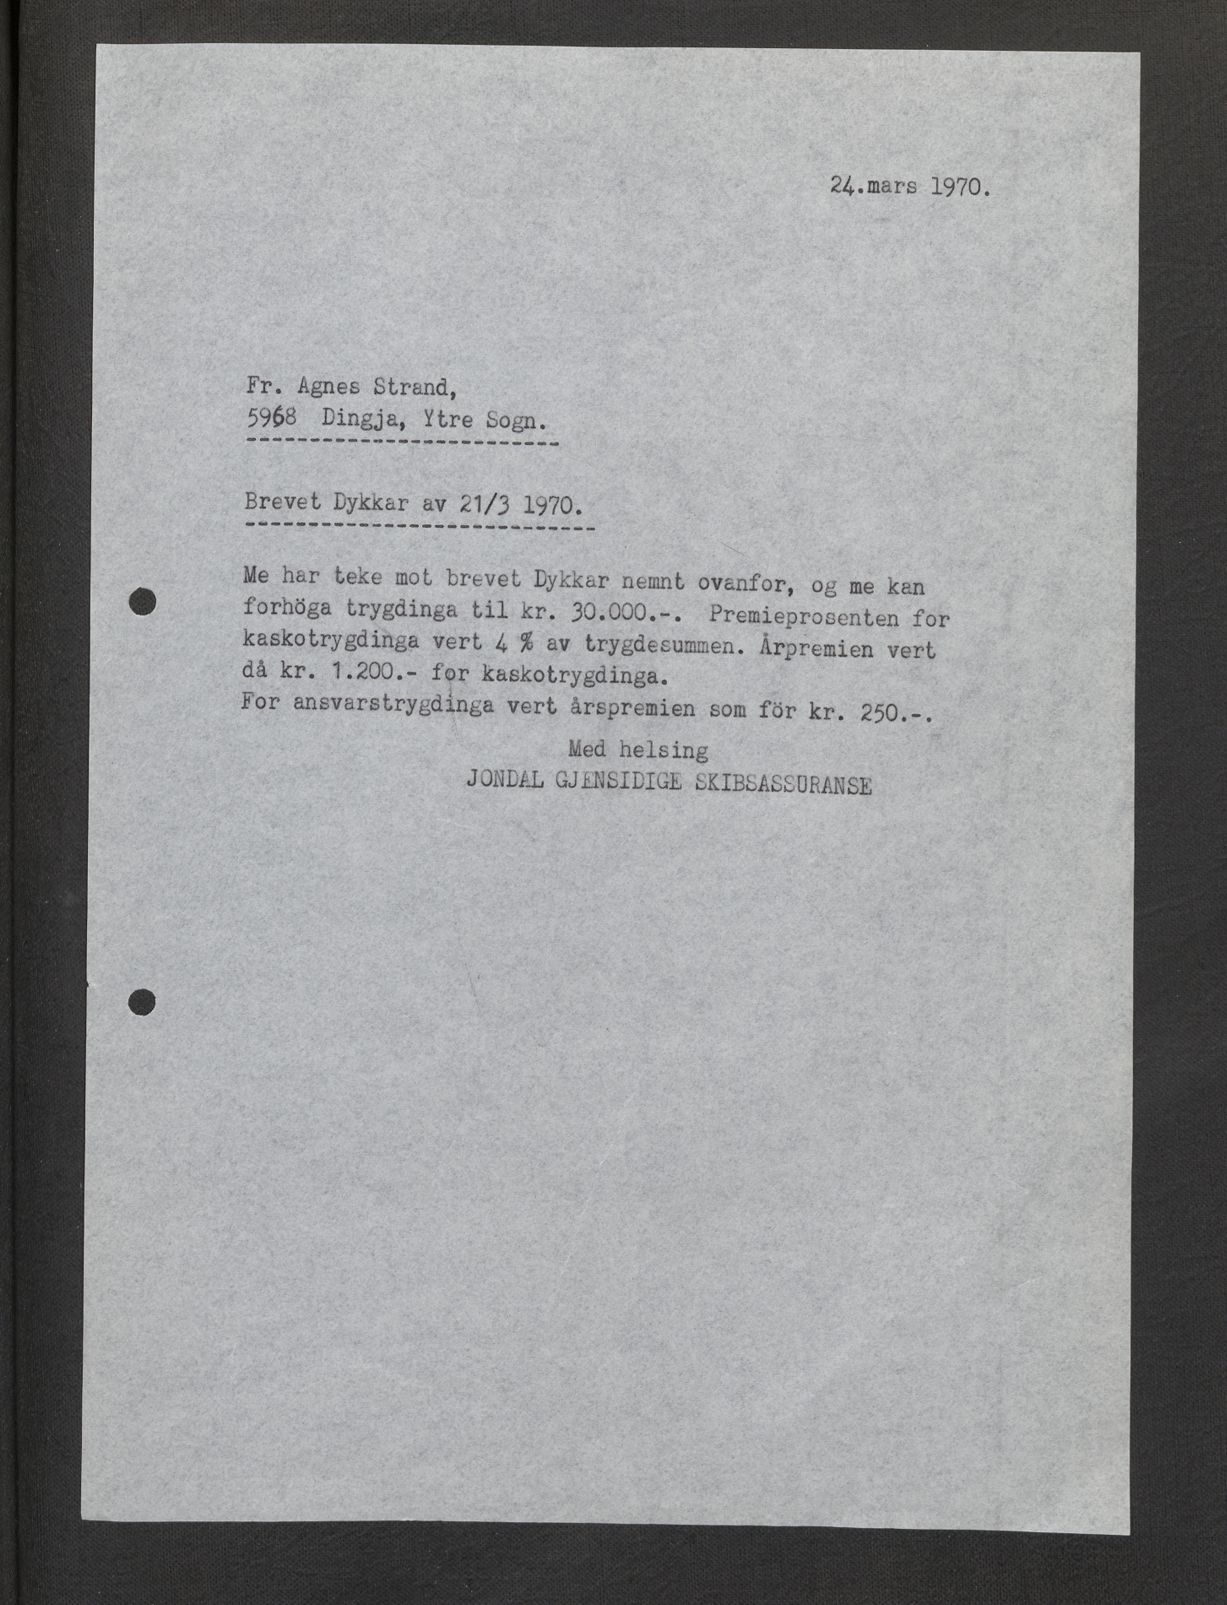 24.mars 1970.
Fr. Agnes Strand,
5968 Dingja, Ytre Sogn.
Brevet Dykkar av 21/3 1970.
Me har teke mot brevet Dykkar nemnt ovanfor, og me kan
forhöga trygdinga til kr. 30.000.-. Premieprosenten for
kaskotrygdinga vert 4 % av trygdesummen. Årpremien vert
då kr. 1.200.- for kaskotrygdinga.
For ansvarstrygdinga vert årspremien som för kr. 250.-.
Med helsing
JONDAL GJENSIDIGE SKIBSASSURANSE